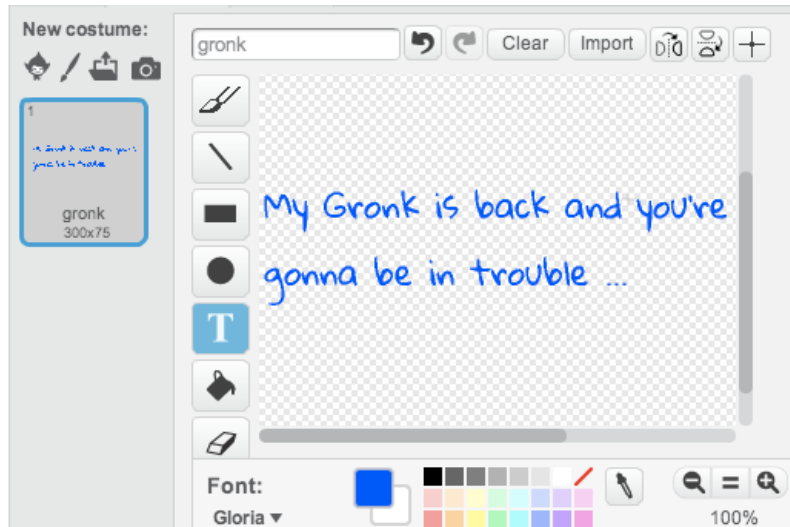 New costume:
gronk
Clear
Import
1
gronk
300x75
My Gronk is back and you're
gonna be in trouble ...
T
Font:
Gloria
100%